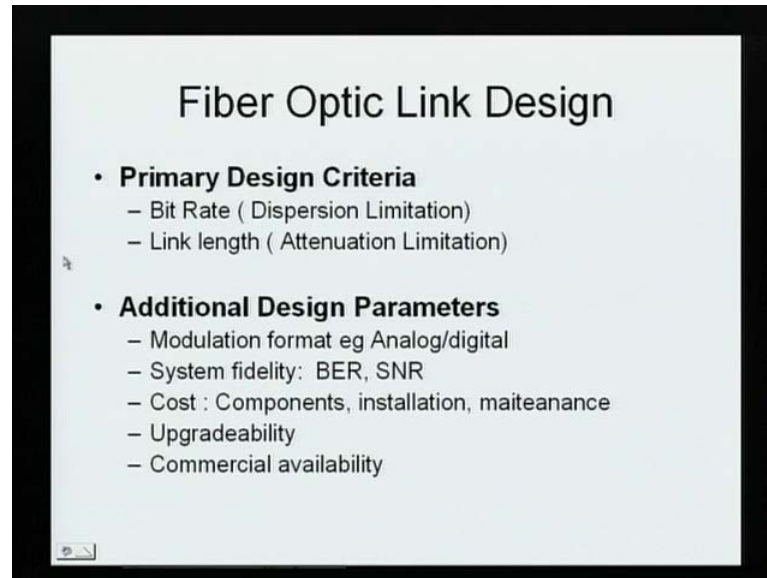 Fiber Optic Link Design
• Primary Design Criteria
– Bit Rate ( Dispersion Limitation)
– Link length ( Attenuation Limitation)
• Additional Design Parameters
– Modulation format eg Analog/digital
– System fidelity: BER, SNR
– Cost : Components, installation, maiteanance
– Upgradeability
– Commercial availability